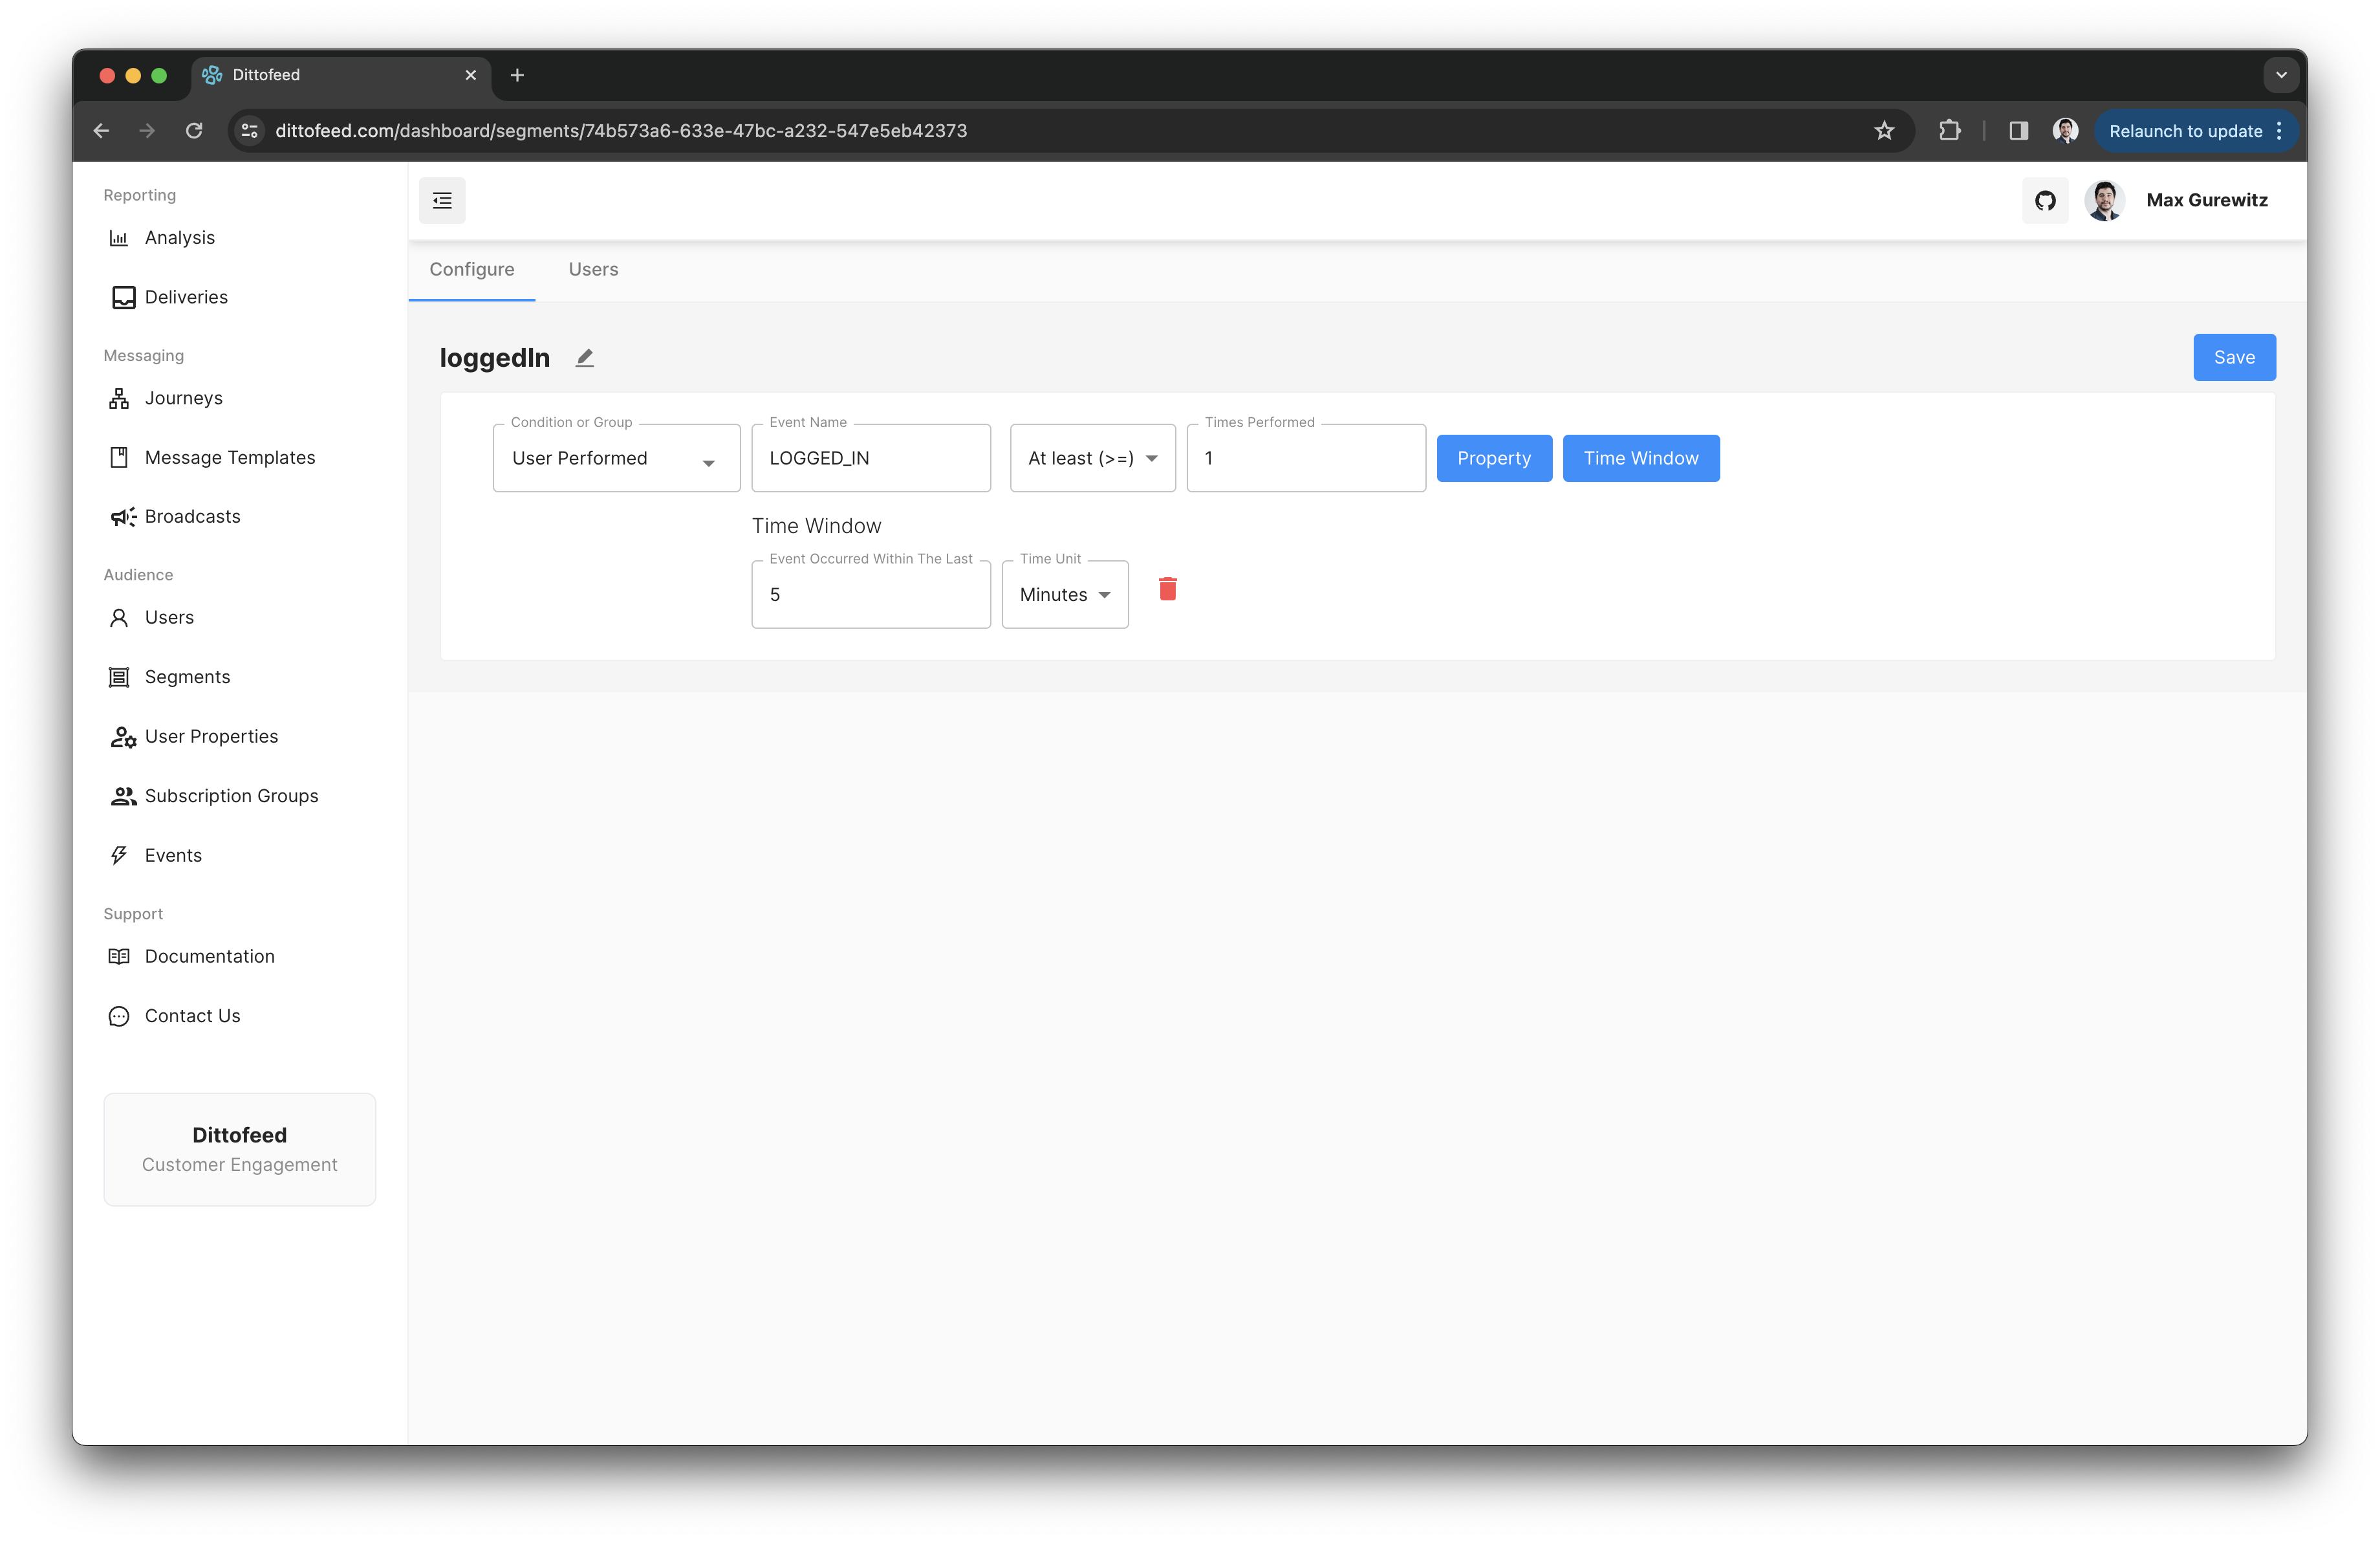 Dittofeed
dittofeed.com/dashboard/segments/74b573a6-633e-47bc-a232-547e5eb42373
Relaunch to update
Reporting
Analysis
Deliveries
Messaging
Journeys
Message Templates
Broadcasts
Audience
Users
Segments
User Properties
Subscription Groups
Events
Support
Documentation
Contact Us
Dittofeed
Customer Engagement
Max Gurewitz
Configure Users
loggedIn
Save
Condition or Group Event Name Times Performed
User Performed LOGGED_IN At least (>=) 1 Property Time Window
Time Window
Event Occurred Within The Last Time Unit
5 Minutes